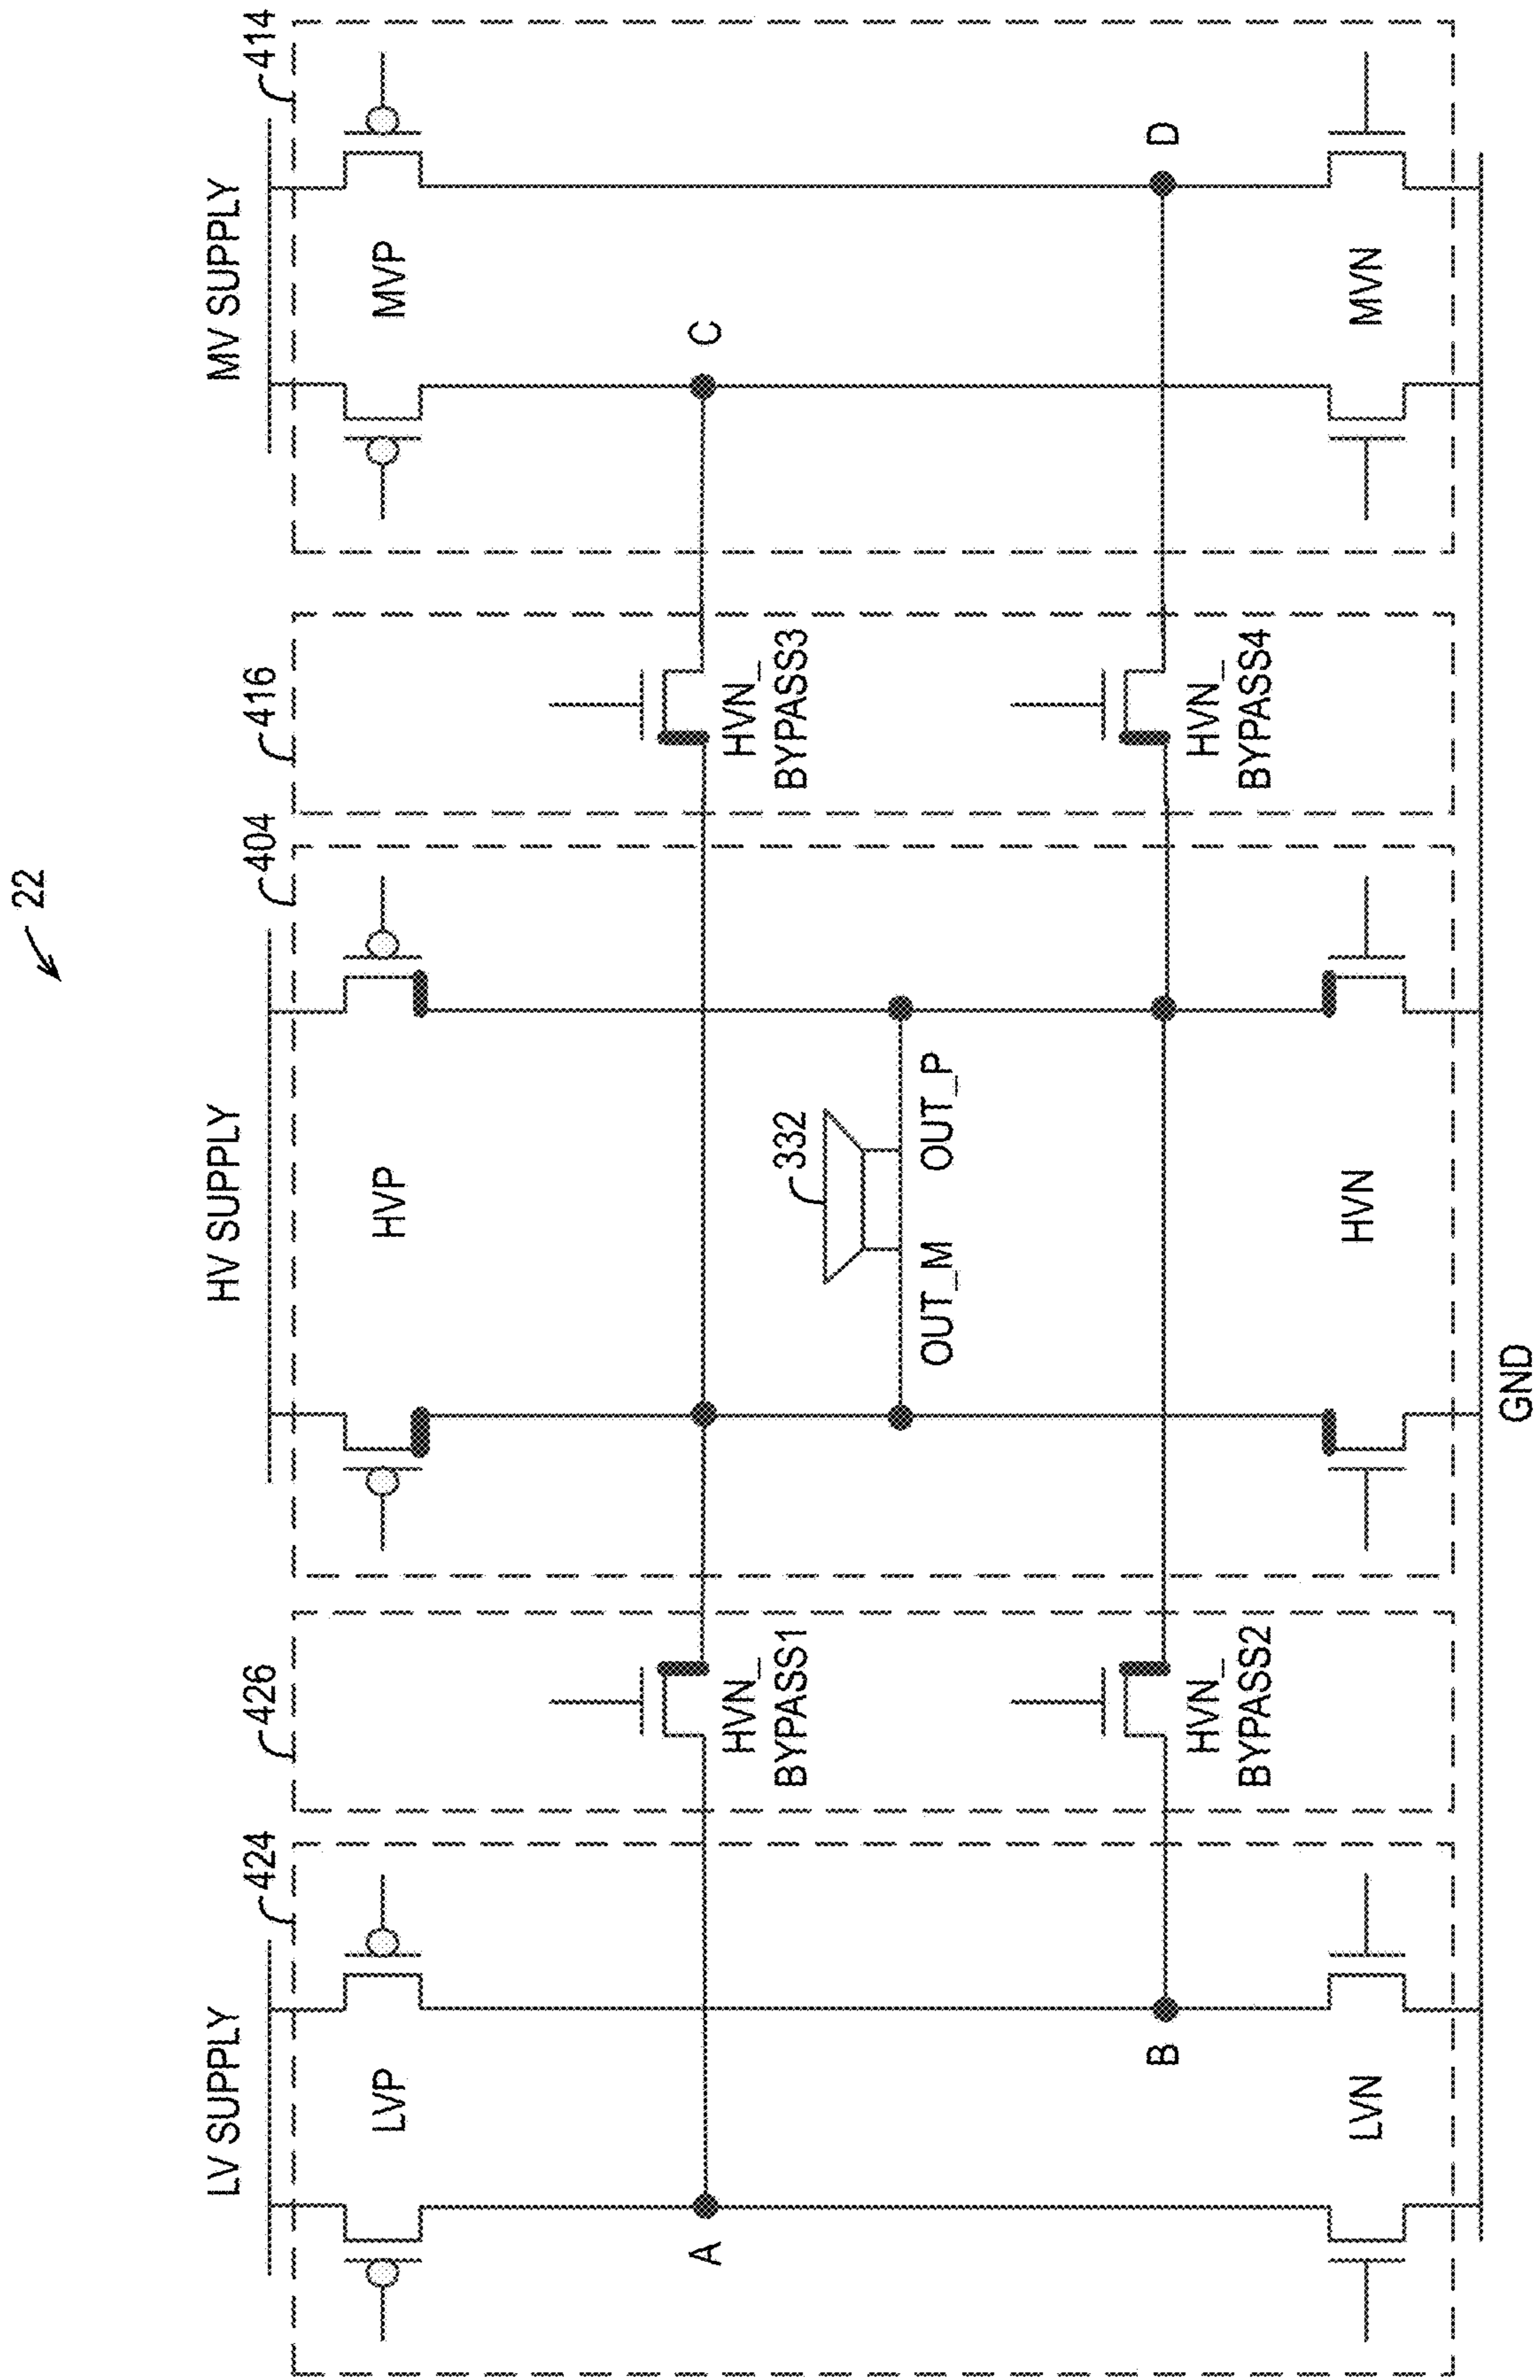 22
LV SUPPLY
HV SUPPLY
MV SUPPLY
424
426
404
416
414
LVP
HVP
MVP
A
HVN_
BYPASS1
HVN_
BYPASS3
C
332
OUT_M
OUT_P
B
HVN_
BYPASS2
HVN_
BYPASS4
D
LVN
HVN
MVN
GND